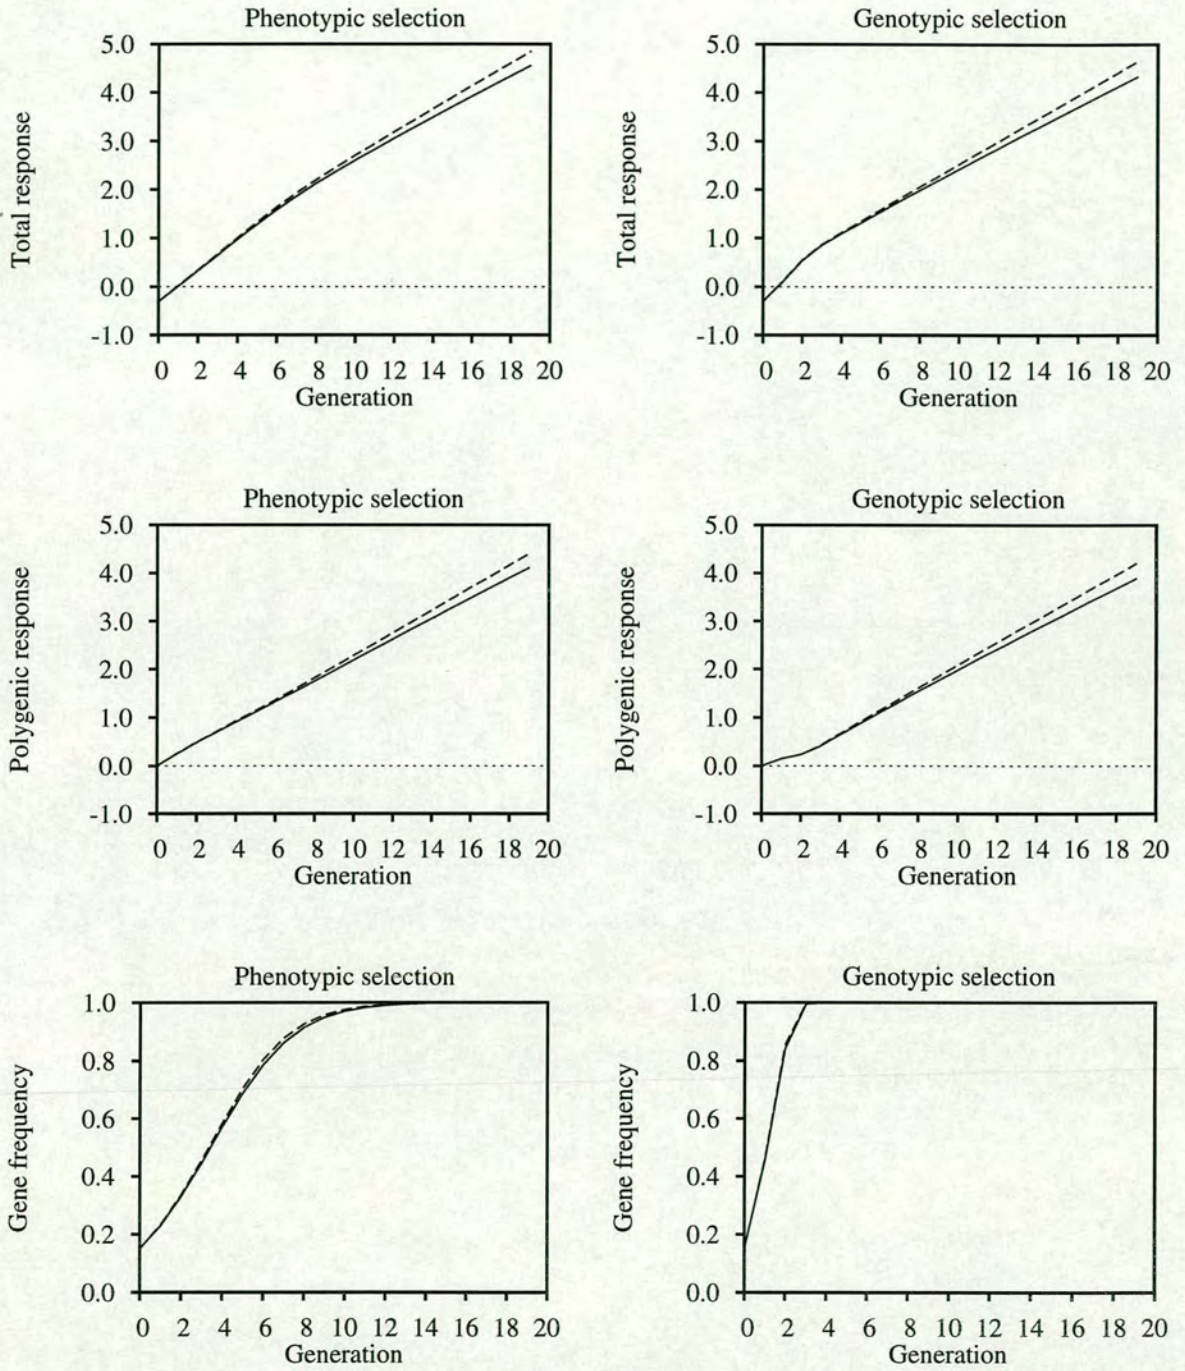 Phenotypic selection
Total response
5.0
4.0
3.0
2.0
1.0
0.0
-1.0
0 2 4 6 8 10 12 14 16 18 20
Generation
Genotypic selection
Total response
5.0
4.0
3.0
2.0
1.0
0.0
-1.0
0 2 4 6 8 10 12 14 16 18 20
Generation
Phenotypic selection
Polygenic response
5.0
4.0
3.0
2.0
1.0
0.0
-1.0
0 2 4 6 8 10 12 14 16 18 20
Generation
Genotypic selection
Polygenic response
5.0
4.0
3.0
2.0
1.0
0.0
-1.0
0 2 4 6 8 10 12 14 16 18 20
Generation
Phenotypic selection
Gene frequency
1.0
0.8
0.6
0.4
0.2
0.0
0 2 4 6 8 10 12 14 16 18 20
Generation
Genotypic selection
Gene frequency
1.0
0.8
0.6
0.4
0.2
0.0
0 2 4 6 8 10 12 14 16 18 20
Generation